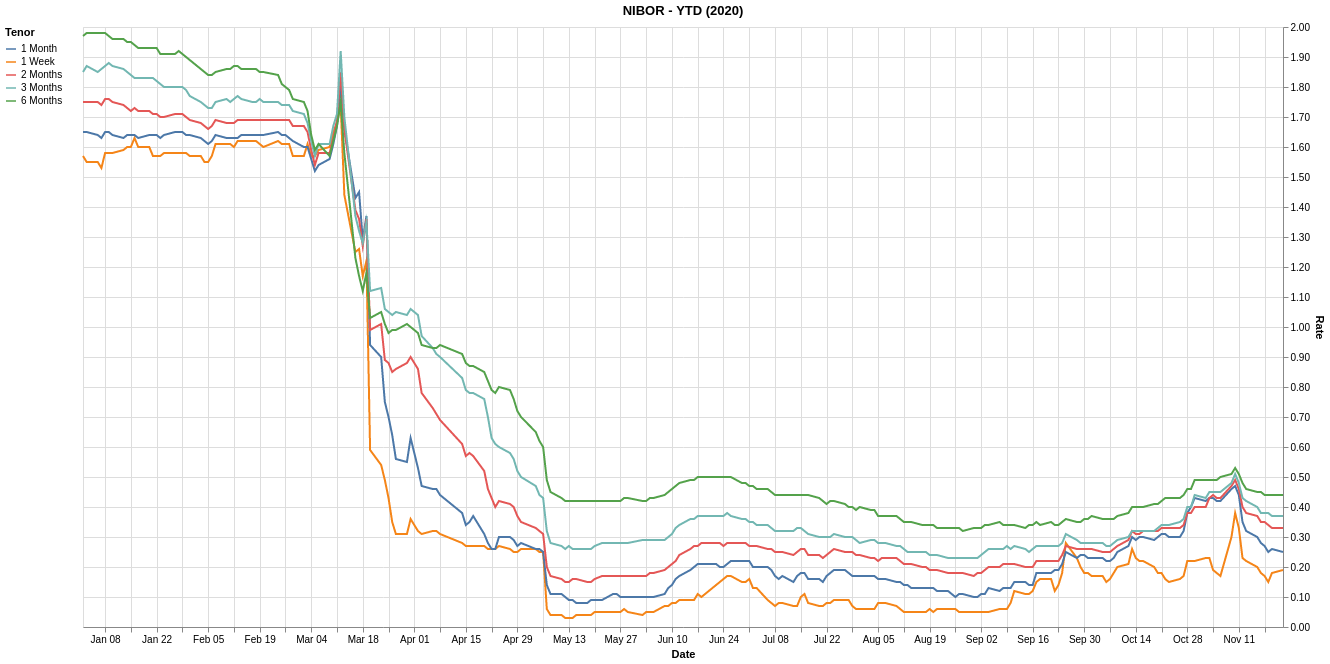 NIBOR - YTD (2020)
Tenor
1 Month
1 Week
2 Months
3 Months
6 Months
2.00
1.90
1.80
1.70
1.60
1.50
1.40
1.30
1.20
1.10
1.00
0.90
0.80
0.70
0.60
0.50
0.40
0.30
0.20
0.10
0.00
Rate
Jan 08 Jan 22 Feb 05 Feb 19 Mar 04 Mar 18 Apr 01 Apr 15 Apr 29 May 13 May 27 Jun 10 Jun 24 Jul 08 Jul 22 Aug 05 Aug 19 Sep 02 Sep 16 Sep 30 Oct 14 Oct 28 Nov 11
Date